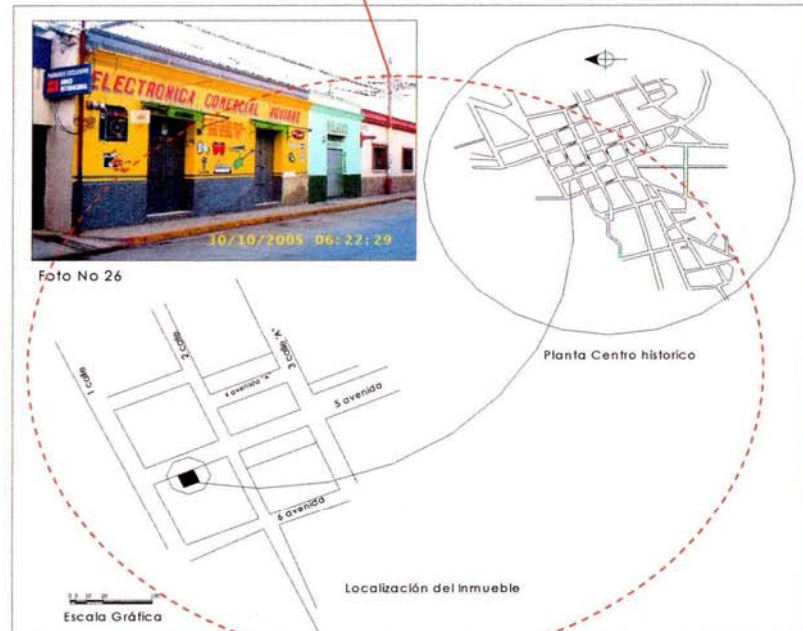 ELECTRONICA COMERCIAL AGUIRRE
30/10/2005 06:22:29
Foto No 26
Planta Centro historico
1 calle
2 calle
3 calle "A"
4 avenida "A"
5 avenida
6 avenida
Localización del Inmueble
Escala Gráfica